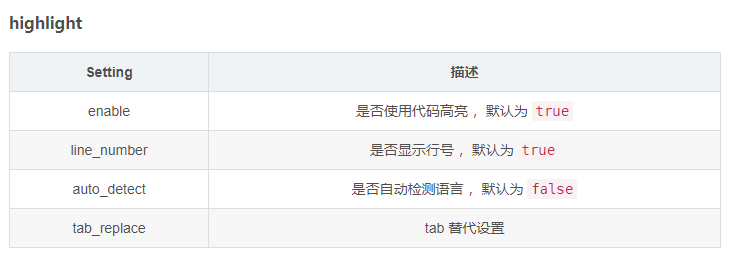 highlight
Setting 描述
enable 是否使用代码高亮，默认为 true
line_number 是否显示行号，默认为 true
auto_detect 是否自动检测语言，默认为 false
tab_replace tab 替代设置